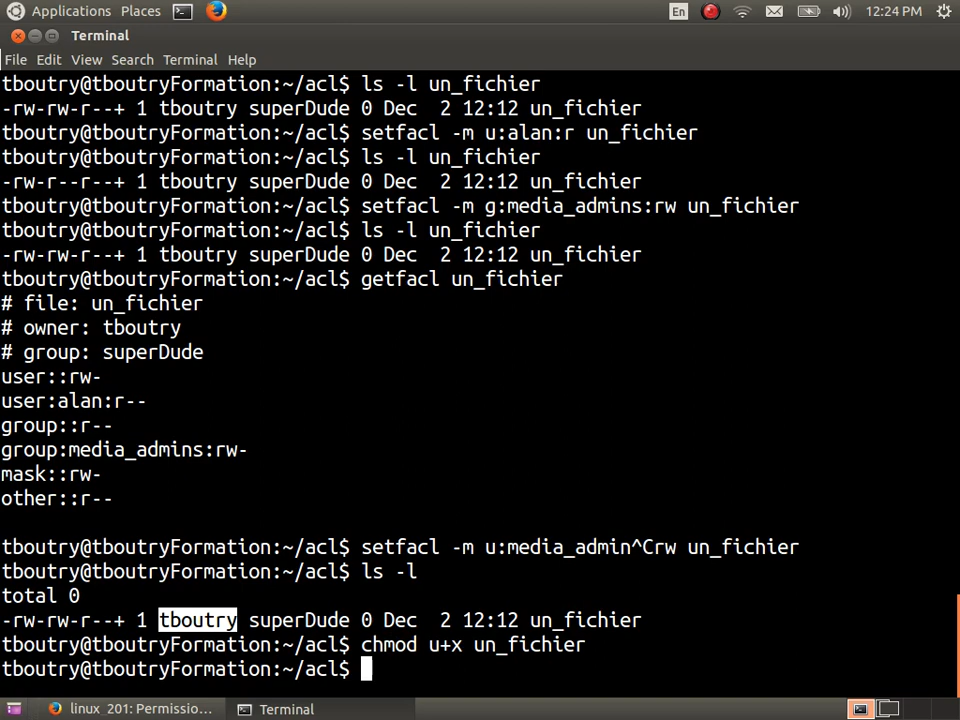 Applications Places En 12:24 PM
Terminal
File Edit View Search Terminal Help
tboutry@tboutryFormation:~/acl$ ls -l un_fichier
-rw-rw-r--+ 1 tboutry superDude 0 Dec  2 12:12 un_fichier
tboutry@tboutryFormation:~/acl$ setfacl -m u:alan:r un_fichier
tboutry@tboutryFormation:~/acl$ ls -l un_fichier
-rw-r--r--+ 1 tboutry superDude 0 Dec  2 12:12 un_fichier
tboutry@tboutryFormation:~/acl$ setfacl -m g:media_admins:rw un_fichier
tboutry@tboutryFormation:~/acl$ ls -l un_fichier
-rw-rw-r--+ 1 tboutry superDude 0 Dec  2 12:12 un_fichier
tboutry@tboutryFormation:~/acl$ getfacl un_fichier
# file: un_fichier
# owner: tboutry
# group: superDude
user::rw-
user:alan:r--
group::r--
group:media_admins:rw-
mask::rw-
other::r--
tboutry@tboutryFormation:~/acl$ setfacl -m u:media_admin^Crw un_fichier
tboutry@tboutryFormation:~/acl$ ls -l
total 0
-rw-rw-r--+ 1 tboutry superDude 0 Dec  2 12:12 un_fichier
tboutry@tboutryFormation:~/acl$ chmod u+x un_fichier
tboutry@tboutryFormation:~/acl$
linux_201: Permissio... Terminal